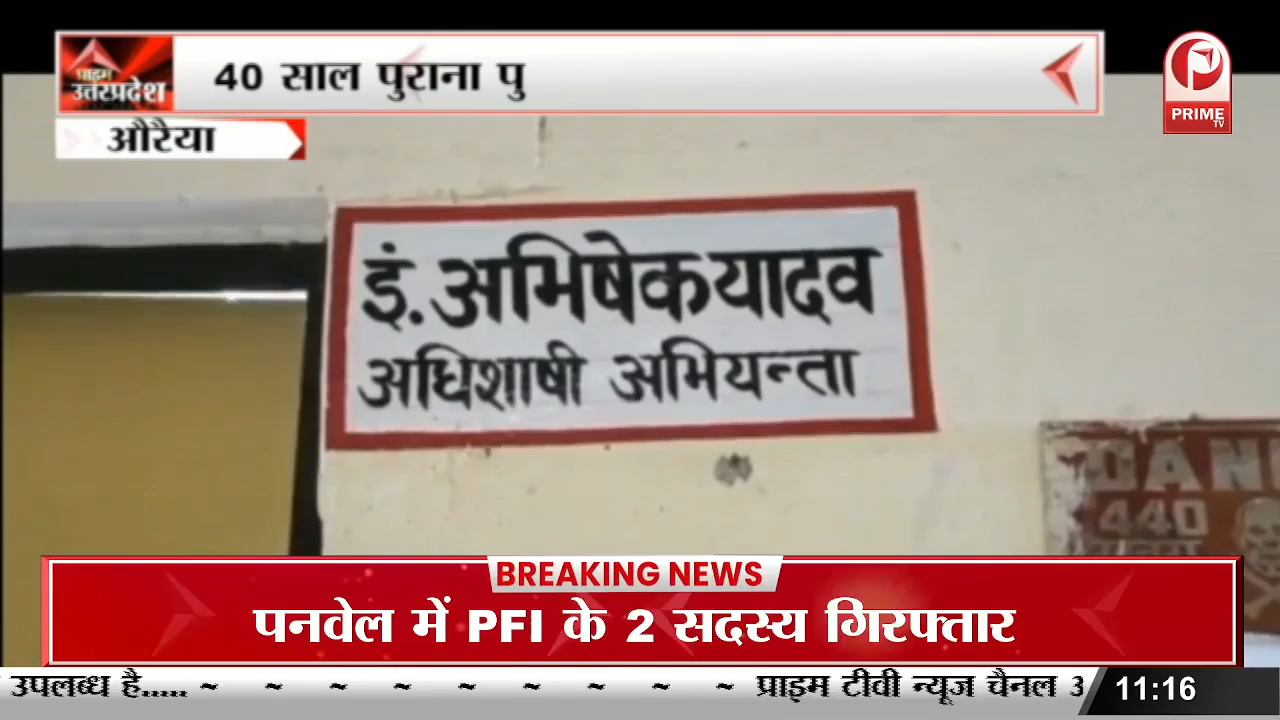 40 साल पुराना पु
प्राइम
उत्तरप्रदेश
PRIME
TV
औरैया
इं. अभिषेक यादव
अधिशाषी अभियन्ता
DAN
440
BREAKING NEWS
पनवेल में PFI के 2 सदस्य गिरफ्तार
उपलब्ध है..... ~ ~ ~ ~ ~ ~ ~ ~ ~ प्राइम टीवी न्यूज चैनल
11:16